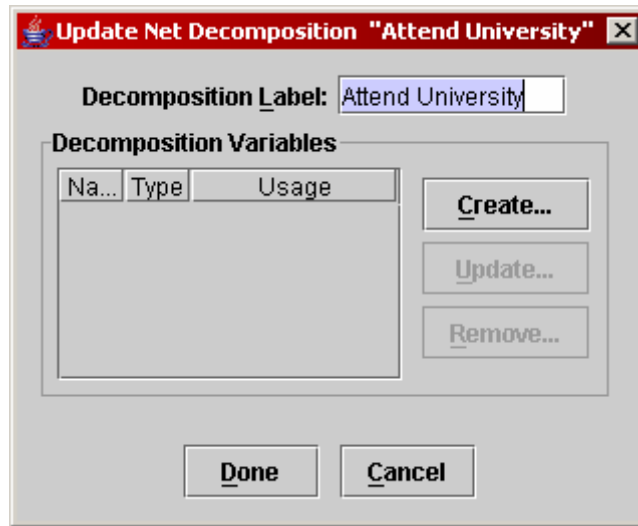 Update Net Decomposition "Attend University"
Decomposition Label: Attend University
Decomposition Variables
Na... Type Usage
Create...
Update...
Remove...
Done Cancel